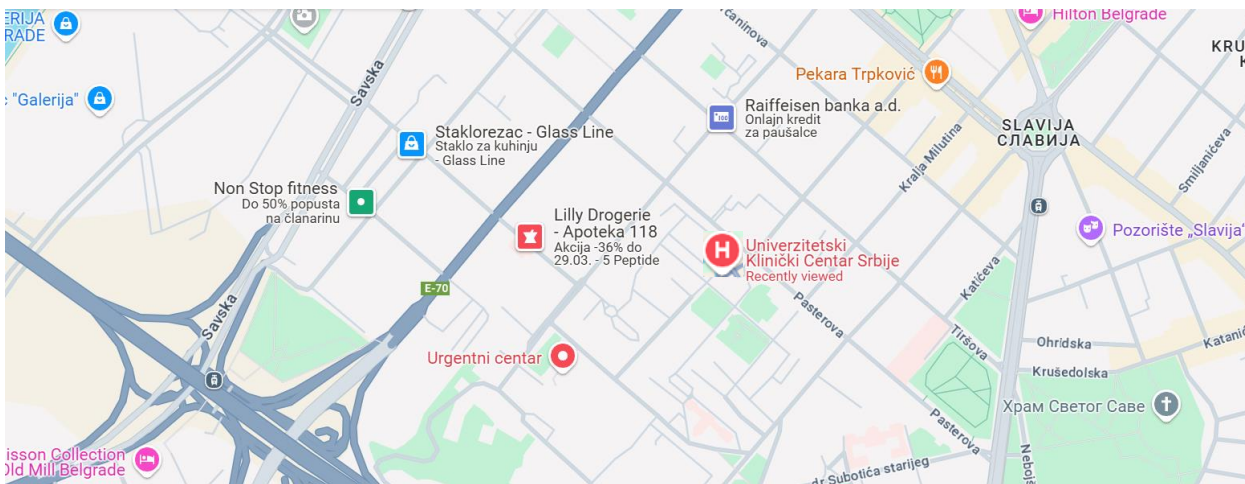 Hilton Belgrade
ERIJA
RADE
čaninova
KRU
K
Savska
Pekara Trpković
c "Galerija"
Raiffeisen banka a.d.
Onlajn kredit
za paušalce
SLAVIJA
СЛАВИЈА
Staklorezac - Glass Line
Staklo za kuhinju
- Glass Line
Kralja Milutina
Smiljanićeva
Non Stop fitness
Do 50% popusta
na članarinu
Lilly Drogerie
- Apoteka 118
Akcija -36% do
29.03. - 5 Peptide
Pozorište „Slavija“
Univerzitetski
Klinički Centar Srbije
Recently viewed
H
E-70
Katićeva
Savska
Pasterova
Tiršova
Ohridska
Katanić
Urgentni centar
Krušedolska
Храм Светог Саве
Pasterova
isson Collection
Old Mill Belgrade
dr Subotića starijeg
Nebojš